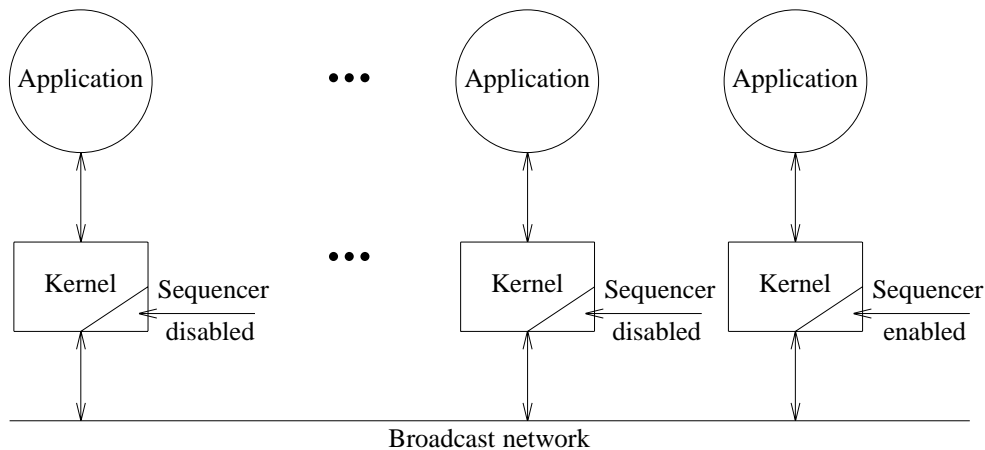 Application
Application
Application
Kernel
Sequencer
disabled
Kernel
Sequencer
disabled
Kernel
Sequencer
enabled
Broadcast network